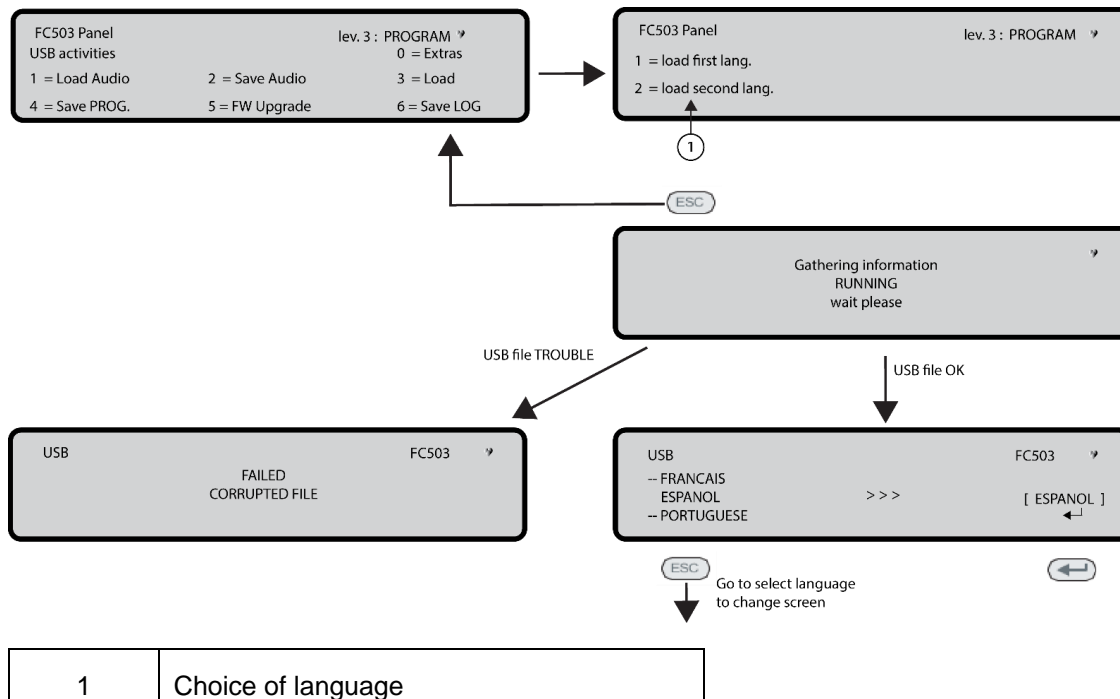 FC503 Panel lev. 3 : PROGRAM
USB activities 0 = Extras
1 = Load Audio 2 = Save Audio 3 = Load
4 = Save PROG. 5 = FW Upgrade 6 = Save LOG
FC503 Panel lev. 3 : PROGRAM
1 = load first lang.
2 = load second lang.
1
ESC
Gathering information
RUNNING
wait please
USB file TROUBLE
USB file OK
USB FC503
FAILED
CORRUPTED FILE
USB FC503
-- FRANCAIS
ESPANOL >>> [ ESPANOL ]
-- PORTUGUESE
ESC
Go to select language
to change screen
1 Choice of language